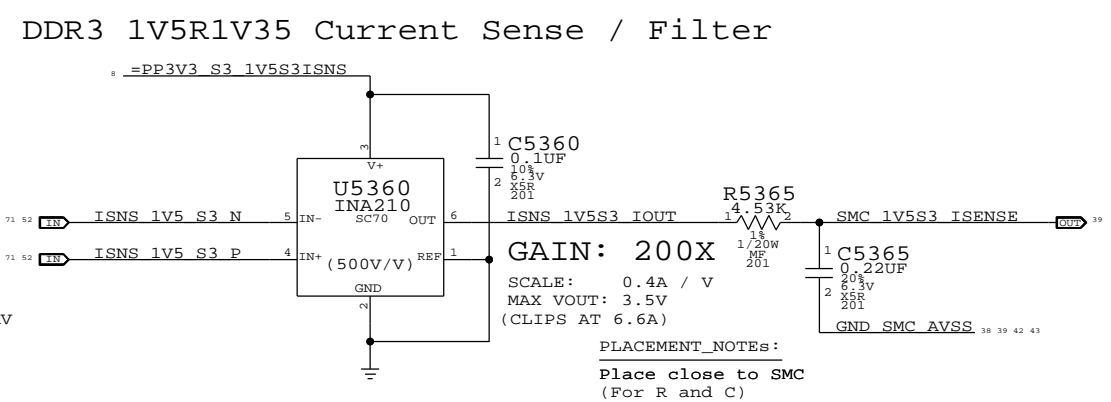 DDR3 1V5R1V35 Current Sense / Filter
8 =PP3V3_S3_1V5S3ISNS
3
V+
1 C5360
0.1UF
10%
6.3V
2 X5R
201
U5360
INA210
SC70
71 52 IN ISNS_1V5_S3_N 5 IN- OUT 6 ISNS_1V5S3_IOUT
R5365
4.53K
1 2
1%
1/20W
MF
201
SMC_1V5S3_ISENSE OUT 39
71 52 IN ISNS_1V5_S3_P 4 IN+ (500V/V) REF 1
GND
2
GAIN: 200X
SCALE: 0.4A / V
MAX VOUT: 3.5V
(CLIPS AT 6.6A)
1 C5365
0.22UF
20%
6.3V
2 X5R
201
GND_SMC_AVSS 38 39 42 43
V
PLACEMENT_NOTEs:
Place close to SMC
(For R and C)